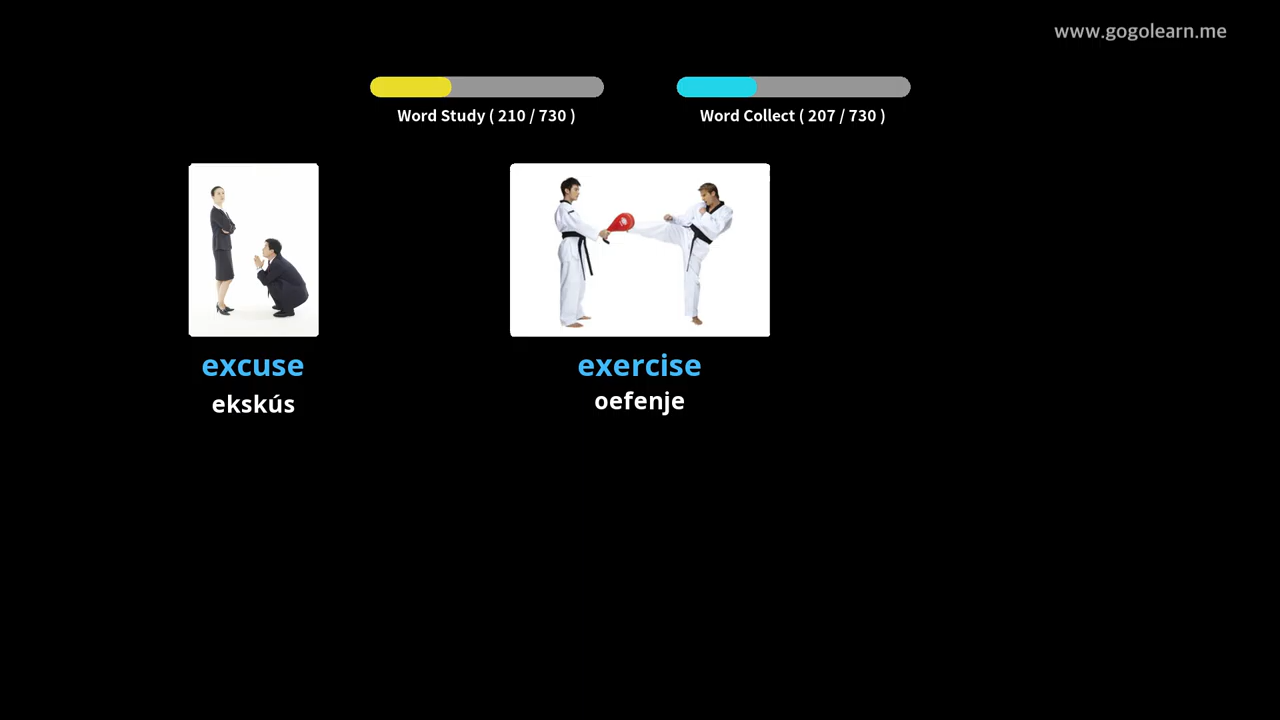 www.gogolearn.me
Word Study ( 210 / 730 )
Word Collect ( 207 / 730 )
excuse
ekskús
exercise
oefenje